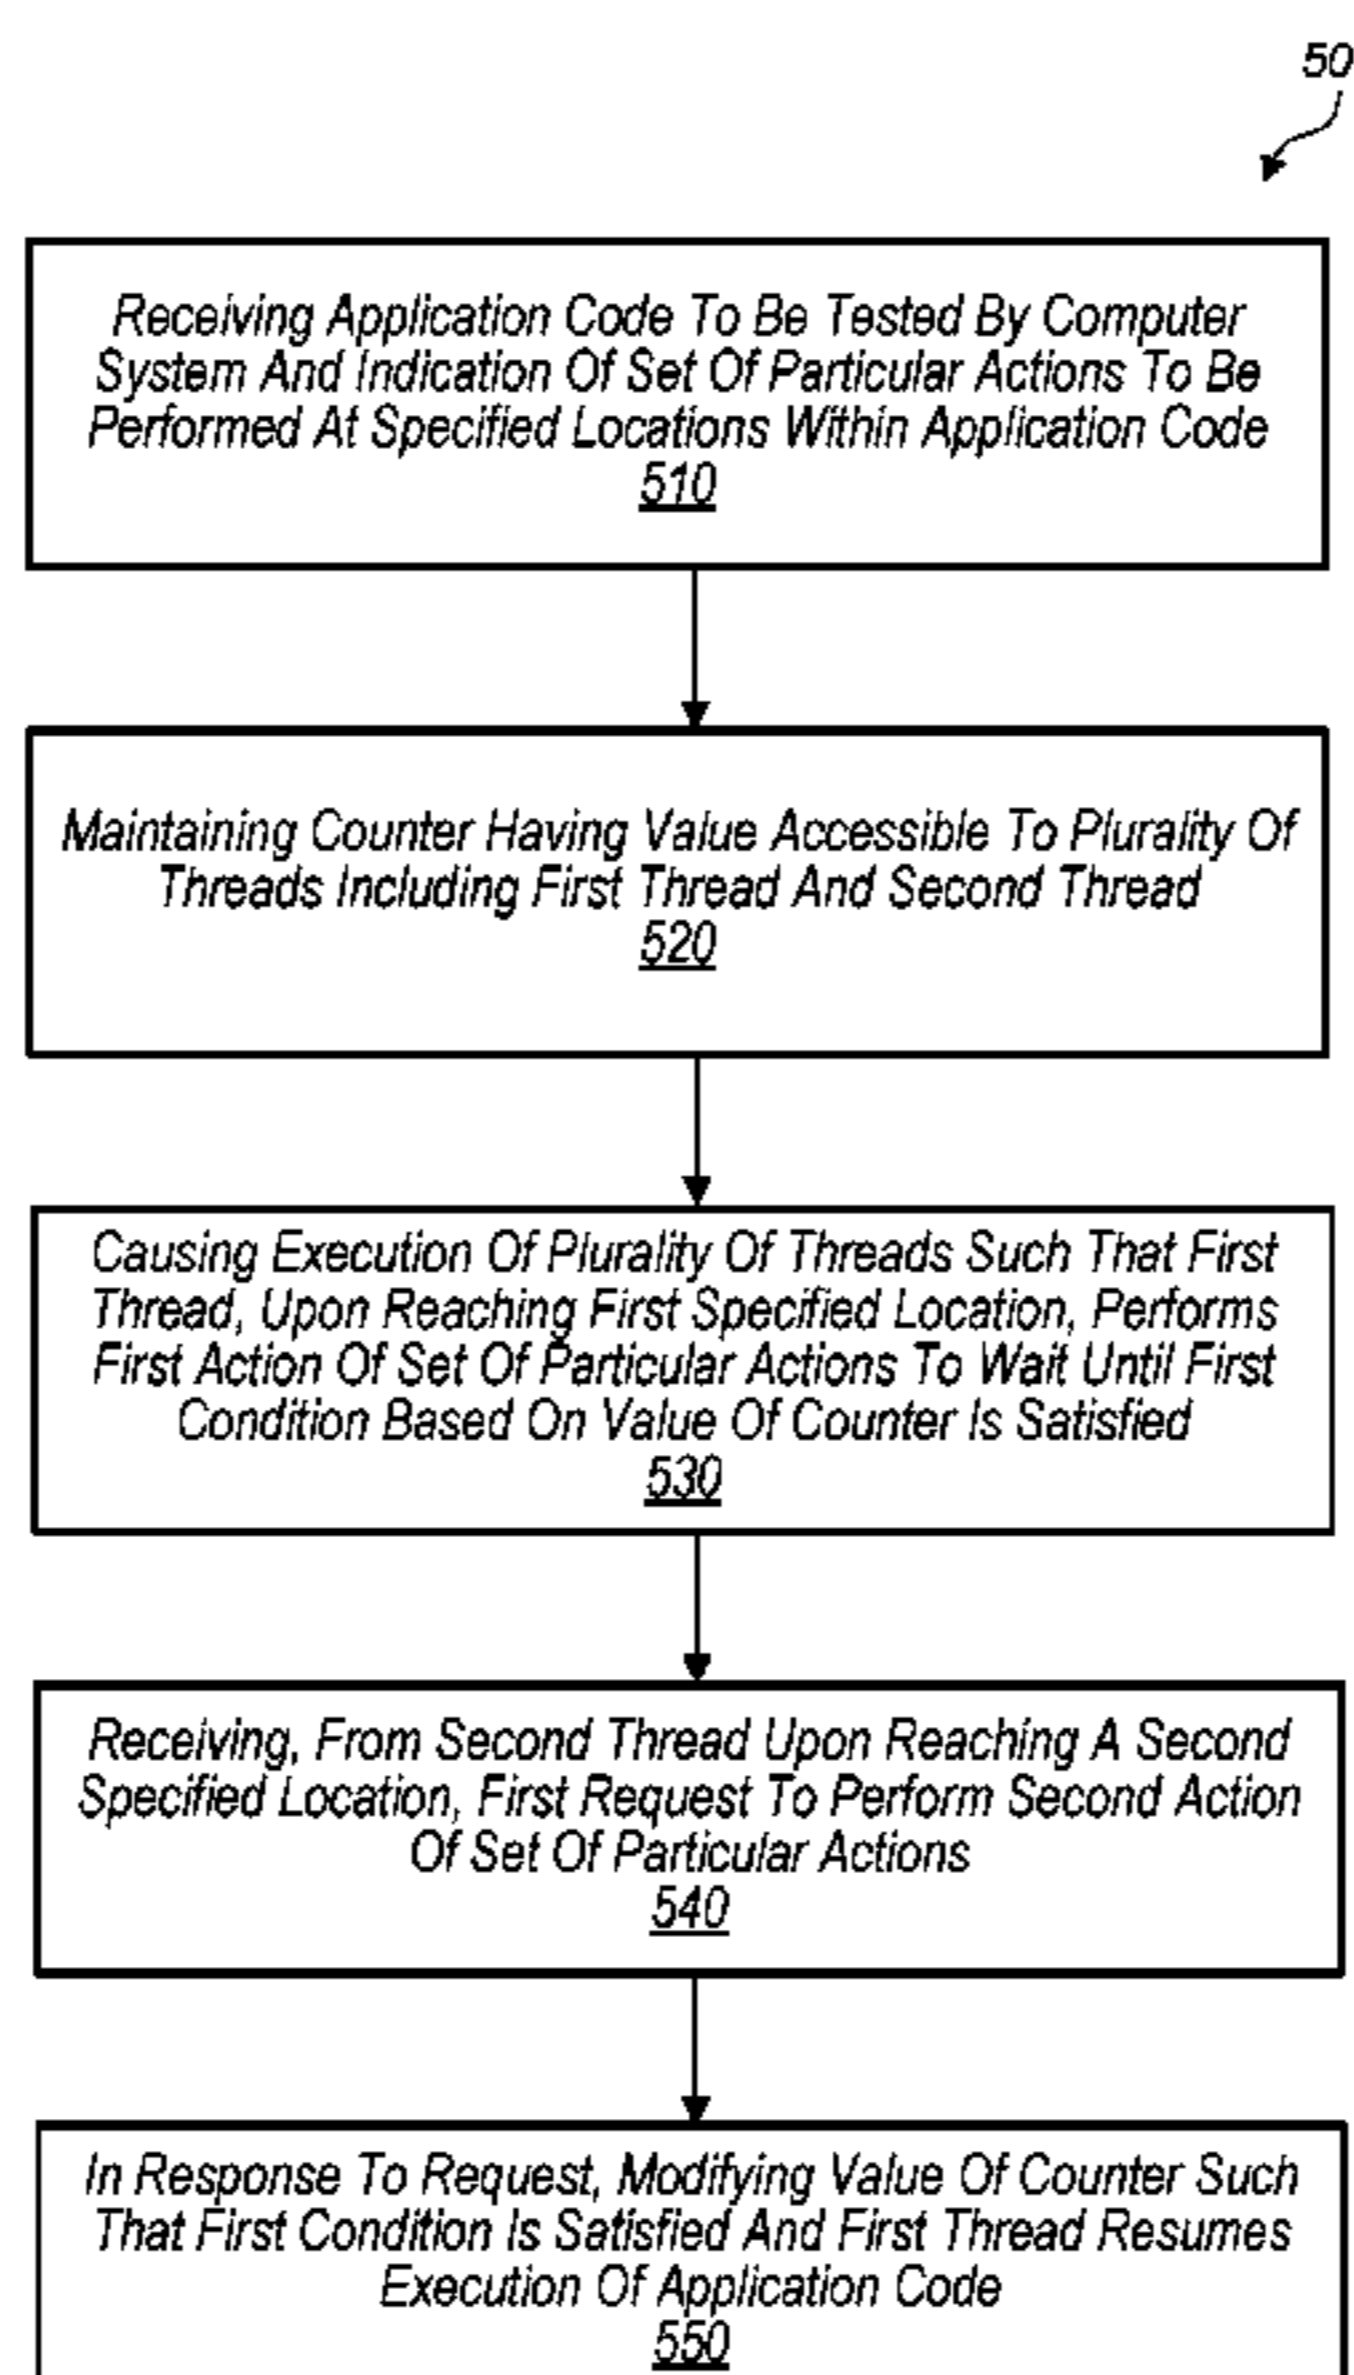 50
Receiving Application Code To Be Tested By Computer
System And Indication Of Set Of Particular Actions To Be
Performed At Specified Locations Within Application Code
510
Maintaining Counter Having Value Accessible To Plurality Of
Threads Including First Thread And Second Thread
520
Causing Execution Of Plurality Of Threads Such That First
Thread, Upon Reaching First Specified Location, Performs
First Action Of Set Of Particular Actions To Wait Until First
Condition Based On Value Of Counter Is Satisfied
530
Receiving, From Second Thread Upon Reaching A Second
Specified Location, First Request To Perform Second Action
Of Set Of Particular Actions
540
In Response To Request, Modifying Value Of Counter Such
That First Condition Is Satisfied And First Thread Resumes
Execution Of Application Code
550